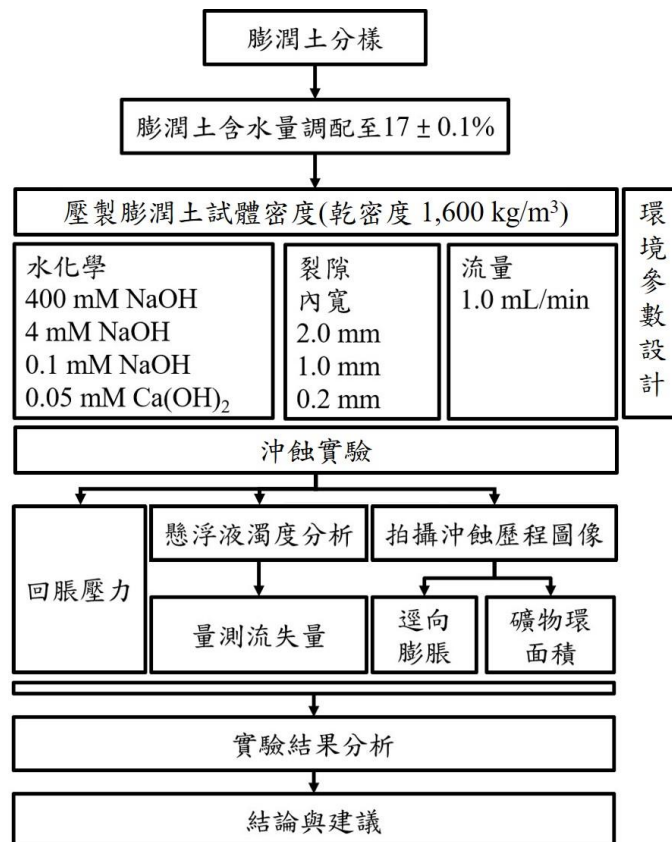 膨潤土分樣
膨潤土含水量調配至17 ± 0.1%
壓製膨潤土試體密度(乾密度 1,600 kg/m³)
環境參數設計
水化學
400 mM NaOH
4 mM NaOH
0.1 mM NaOH
0.05 mM Ca(OH)₂
裂隙
內寬
2.0 mm
1.0 mm
0.2 mm
流量
1.0 mL/min
沖蝕實驗
回脹壓力
懸浮液濁度分析
拍攝沖蝕歷程圖像
量測流失量
逕向
膨脹
礦物環
面積
實驗結果分析
結論與建議